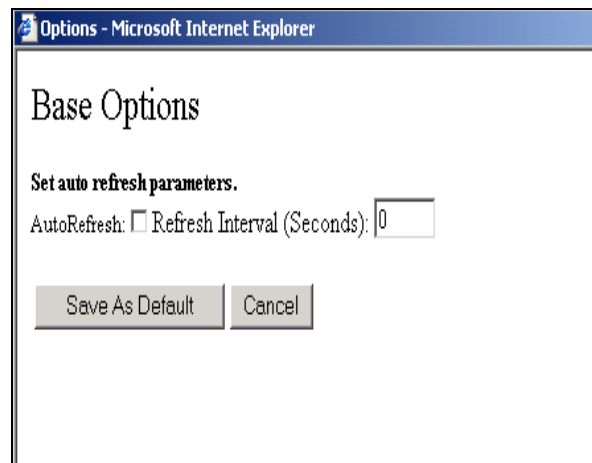 Options - Microsoft Internet Explorer
Base Options
Set auto refresh parameters.
AutoRefresh: Refresh Interval (Seconds): 0
Save As Default Cancel